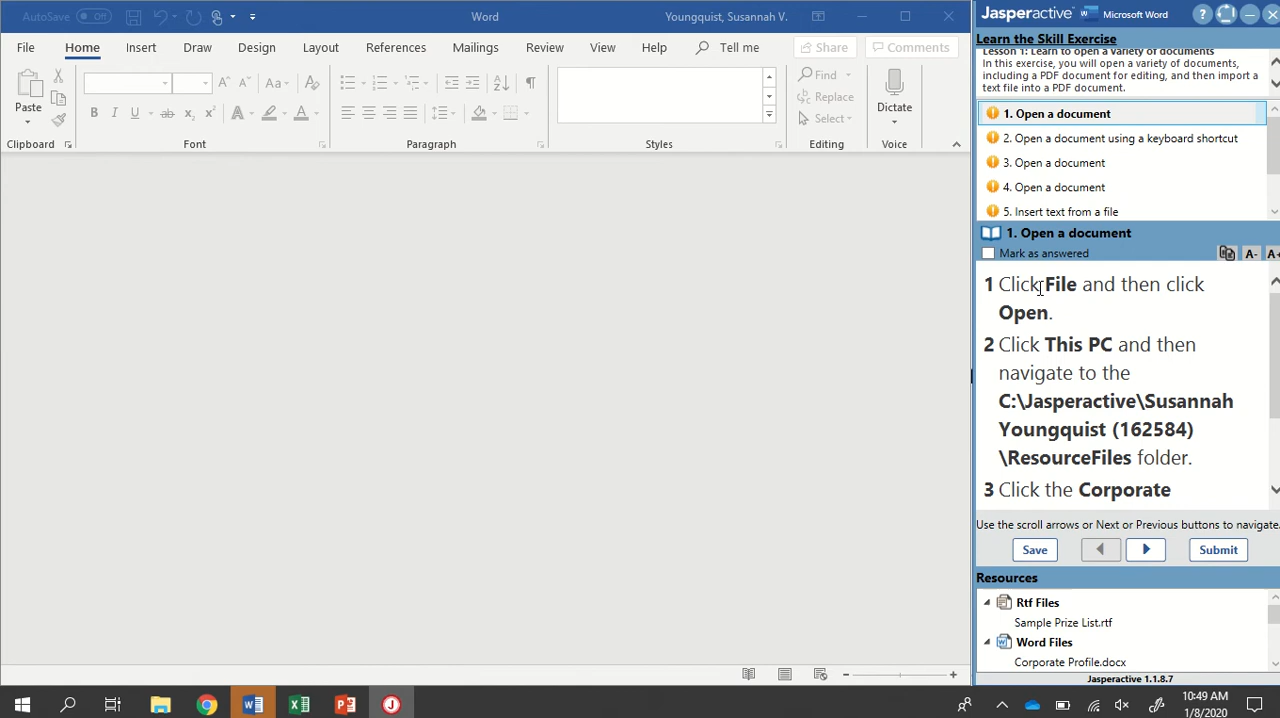 AutoSave Off
Word
Youngquist, Susannah V.
File Home Insert Draw Design Layout References Mailings Review View Help Tell me Share Comments
Paste
Clipboard
Aa
B I U ab x₂ x² A A
Font
A Z
Paragraph
Styles
Find
Replace
Select
Editing
Dictate
Voice
Jasperactive Microsoft Word
Learn the Skill Exercise
Lesson 1: Learn to open a variety of documents
In this exercise, you will open a variety of documents,
including a PDF document for editing, and then import a
text file into a PDF document.
1. Open a document
2. Open a document using a keyboard shortcut
3. Open a document
4. Open a document
5. Insert text from a file
1. Open a document
Mark as answered
A- A+
1 Click File and then click
Open.
2 Click This PC and then
navigate to the
C:\Jasperactive\Susannah
Youngquist (162584)
\ResourceFiles folder.
3 Click the Corporate
Use the scroll arrows or Next or Previous buttons to navigate.
Save Submit
Resources
Rtf Files
Sample Prize List.rtf
Word Files
Corporate Profile.docx
Jasperactive 1.1.8.7
10:49 AM
1/8/2020